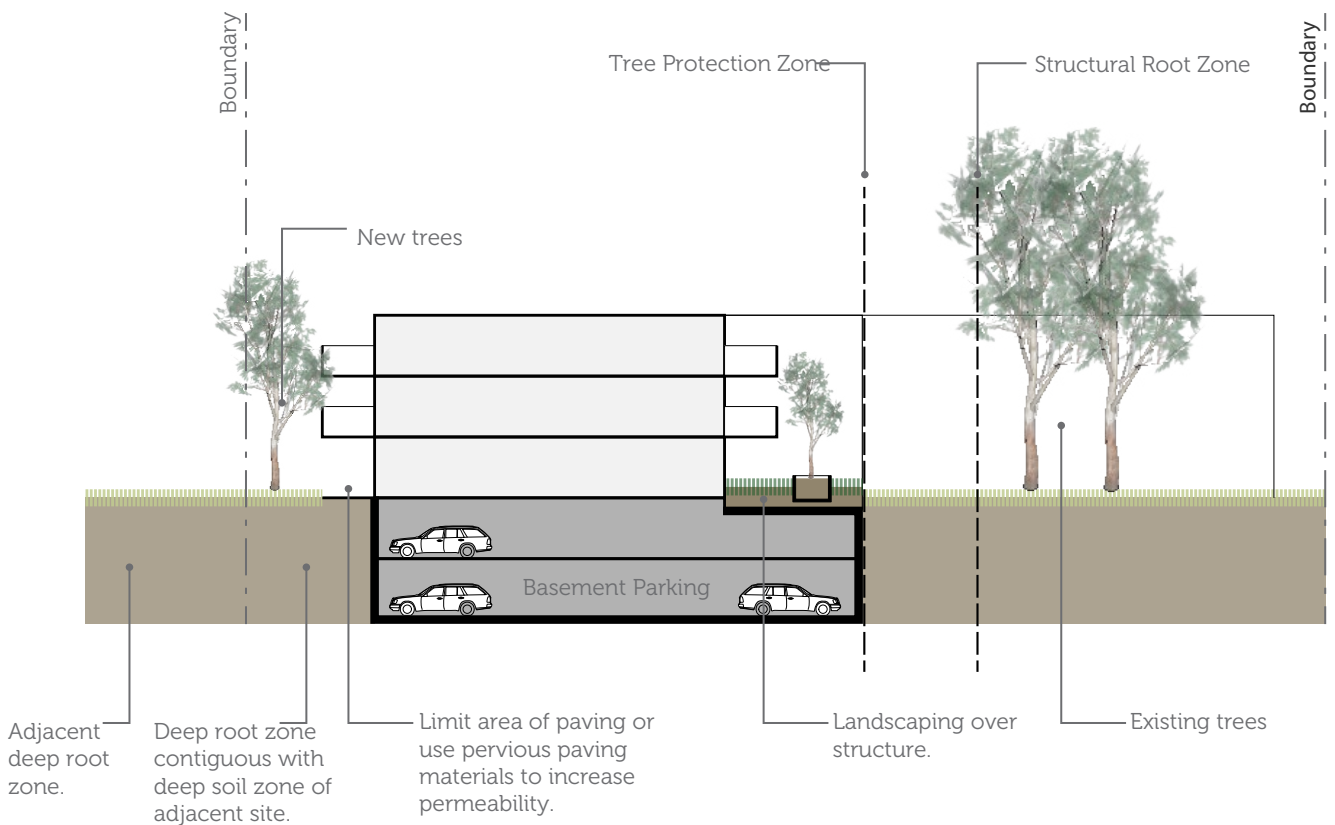 Boundary
Tree Protection Zone
Structural Root Zone
Boundary
New trees
Basement Parking
Adjacent
deep root
zone.
Deep root zone
contiguous with
deep soil zone of
adjacent site.
Limit area of paving or
use pervious paving
materials to increase
permeability.
Landscaping over
structure.
Existing trees